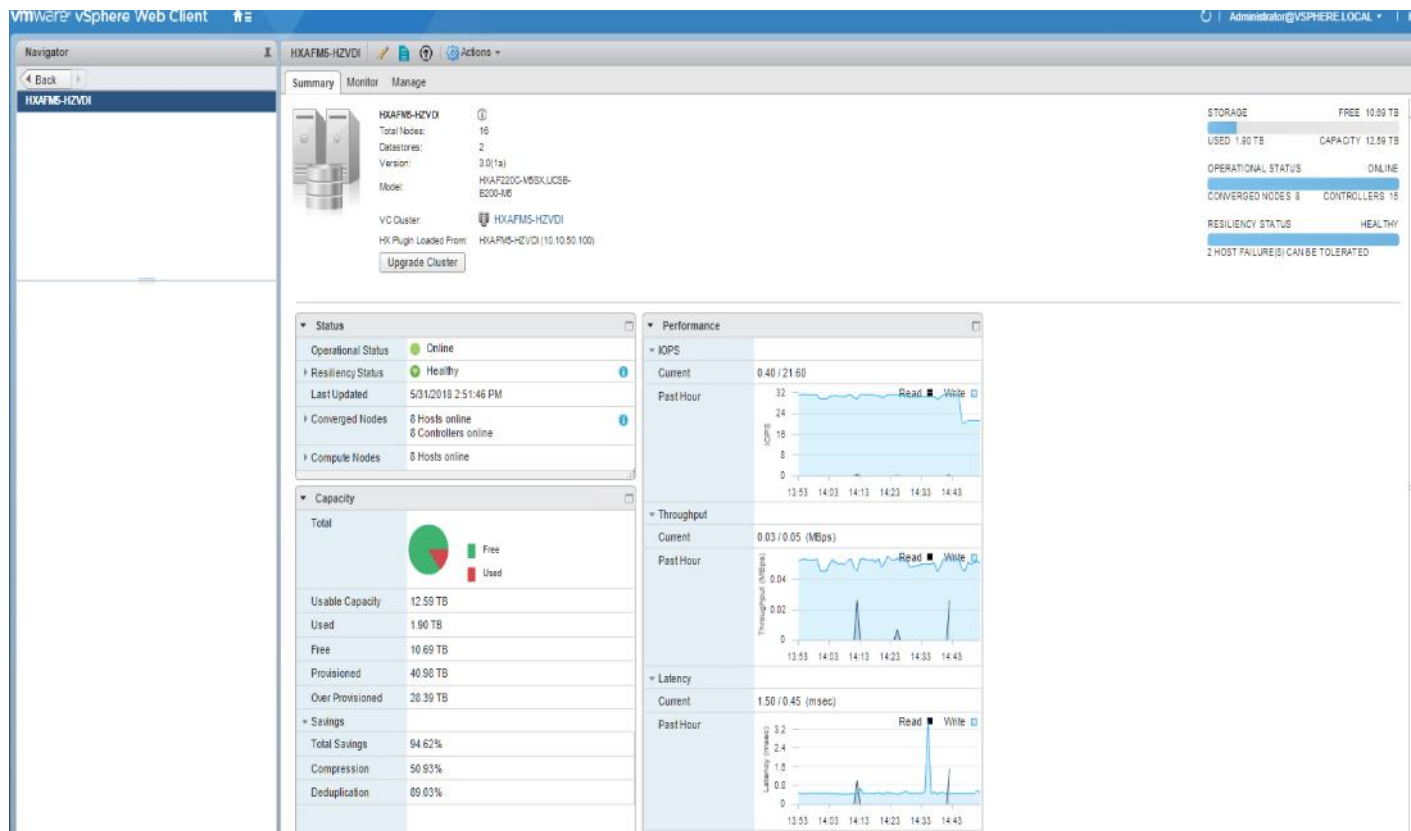 vmware vSphere Web Client
Administrator@VSPHERE.LOCAL
Navigator
Back
HXAFM5-HZVDI
HXAFM5-HZVDI Actions
Summary Monitor Manage
HXAFM5-HZVDI
Total Nodes: 16
Datastores: 2
Version: 3.0(1a)
Model: HXAF220C-M5SX,UCSB-
B200-M5
VC Cluster: HXAFM5-HZVDI
HX Plugin Loaded From: HXAFM5-HZVDI (10.10.50.100)
Upgrade Cluster
STORAGE FREE 10.69 TB
USED 1.90 TB CAPACITY 12.59 TB
OPERATIONAL STATUS ONLINE
CONVERGED NODES 8 CONTROLLERS
RESILIENCY STATUS HEALTHY
2 HOST FAILURE(S) CAN BE TOLERATED
Status
Operational Status Online
Resiliency Status Healthy
Last Updated 5/31/2018 2:51:46 PM
Converged Nodes 8 Hosts online
8 Controllers online
Compute Nodes 8 Hosts online
Capacity
Total
Free
Used
Usable Capacity 12.59 TB
Used 1.90 TB
Free 10.69 TB
Provisioned 40.98 TB
Over Provisioned 28.39 TB
Savings
Total Savings 94.62%
Compression 50.93%
Deduplication 89.03%
Performance
IOPS
Current 0.40 / 21.60
Past Hour
Read Write
32
24
16
8
0
IOPS
13:53 14:03 14:13 14:23 14:33 14:43
Throughput
Current 0.03 / 0.05 (MBps)
Past Hour
Read Write
0.04
0.02
0
Throughput (MBps)
13:53 14:03 14:13 14:23 14:33 14:43
Latency
Current 1.50 / 0.45 (msec)
Past Hour
Read Write
3.2
2.4
1.6
0.8
0
Latency (msec)
13:53 14:03 14:13 14:23 14:33 14:43